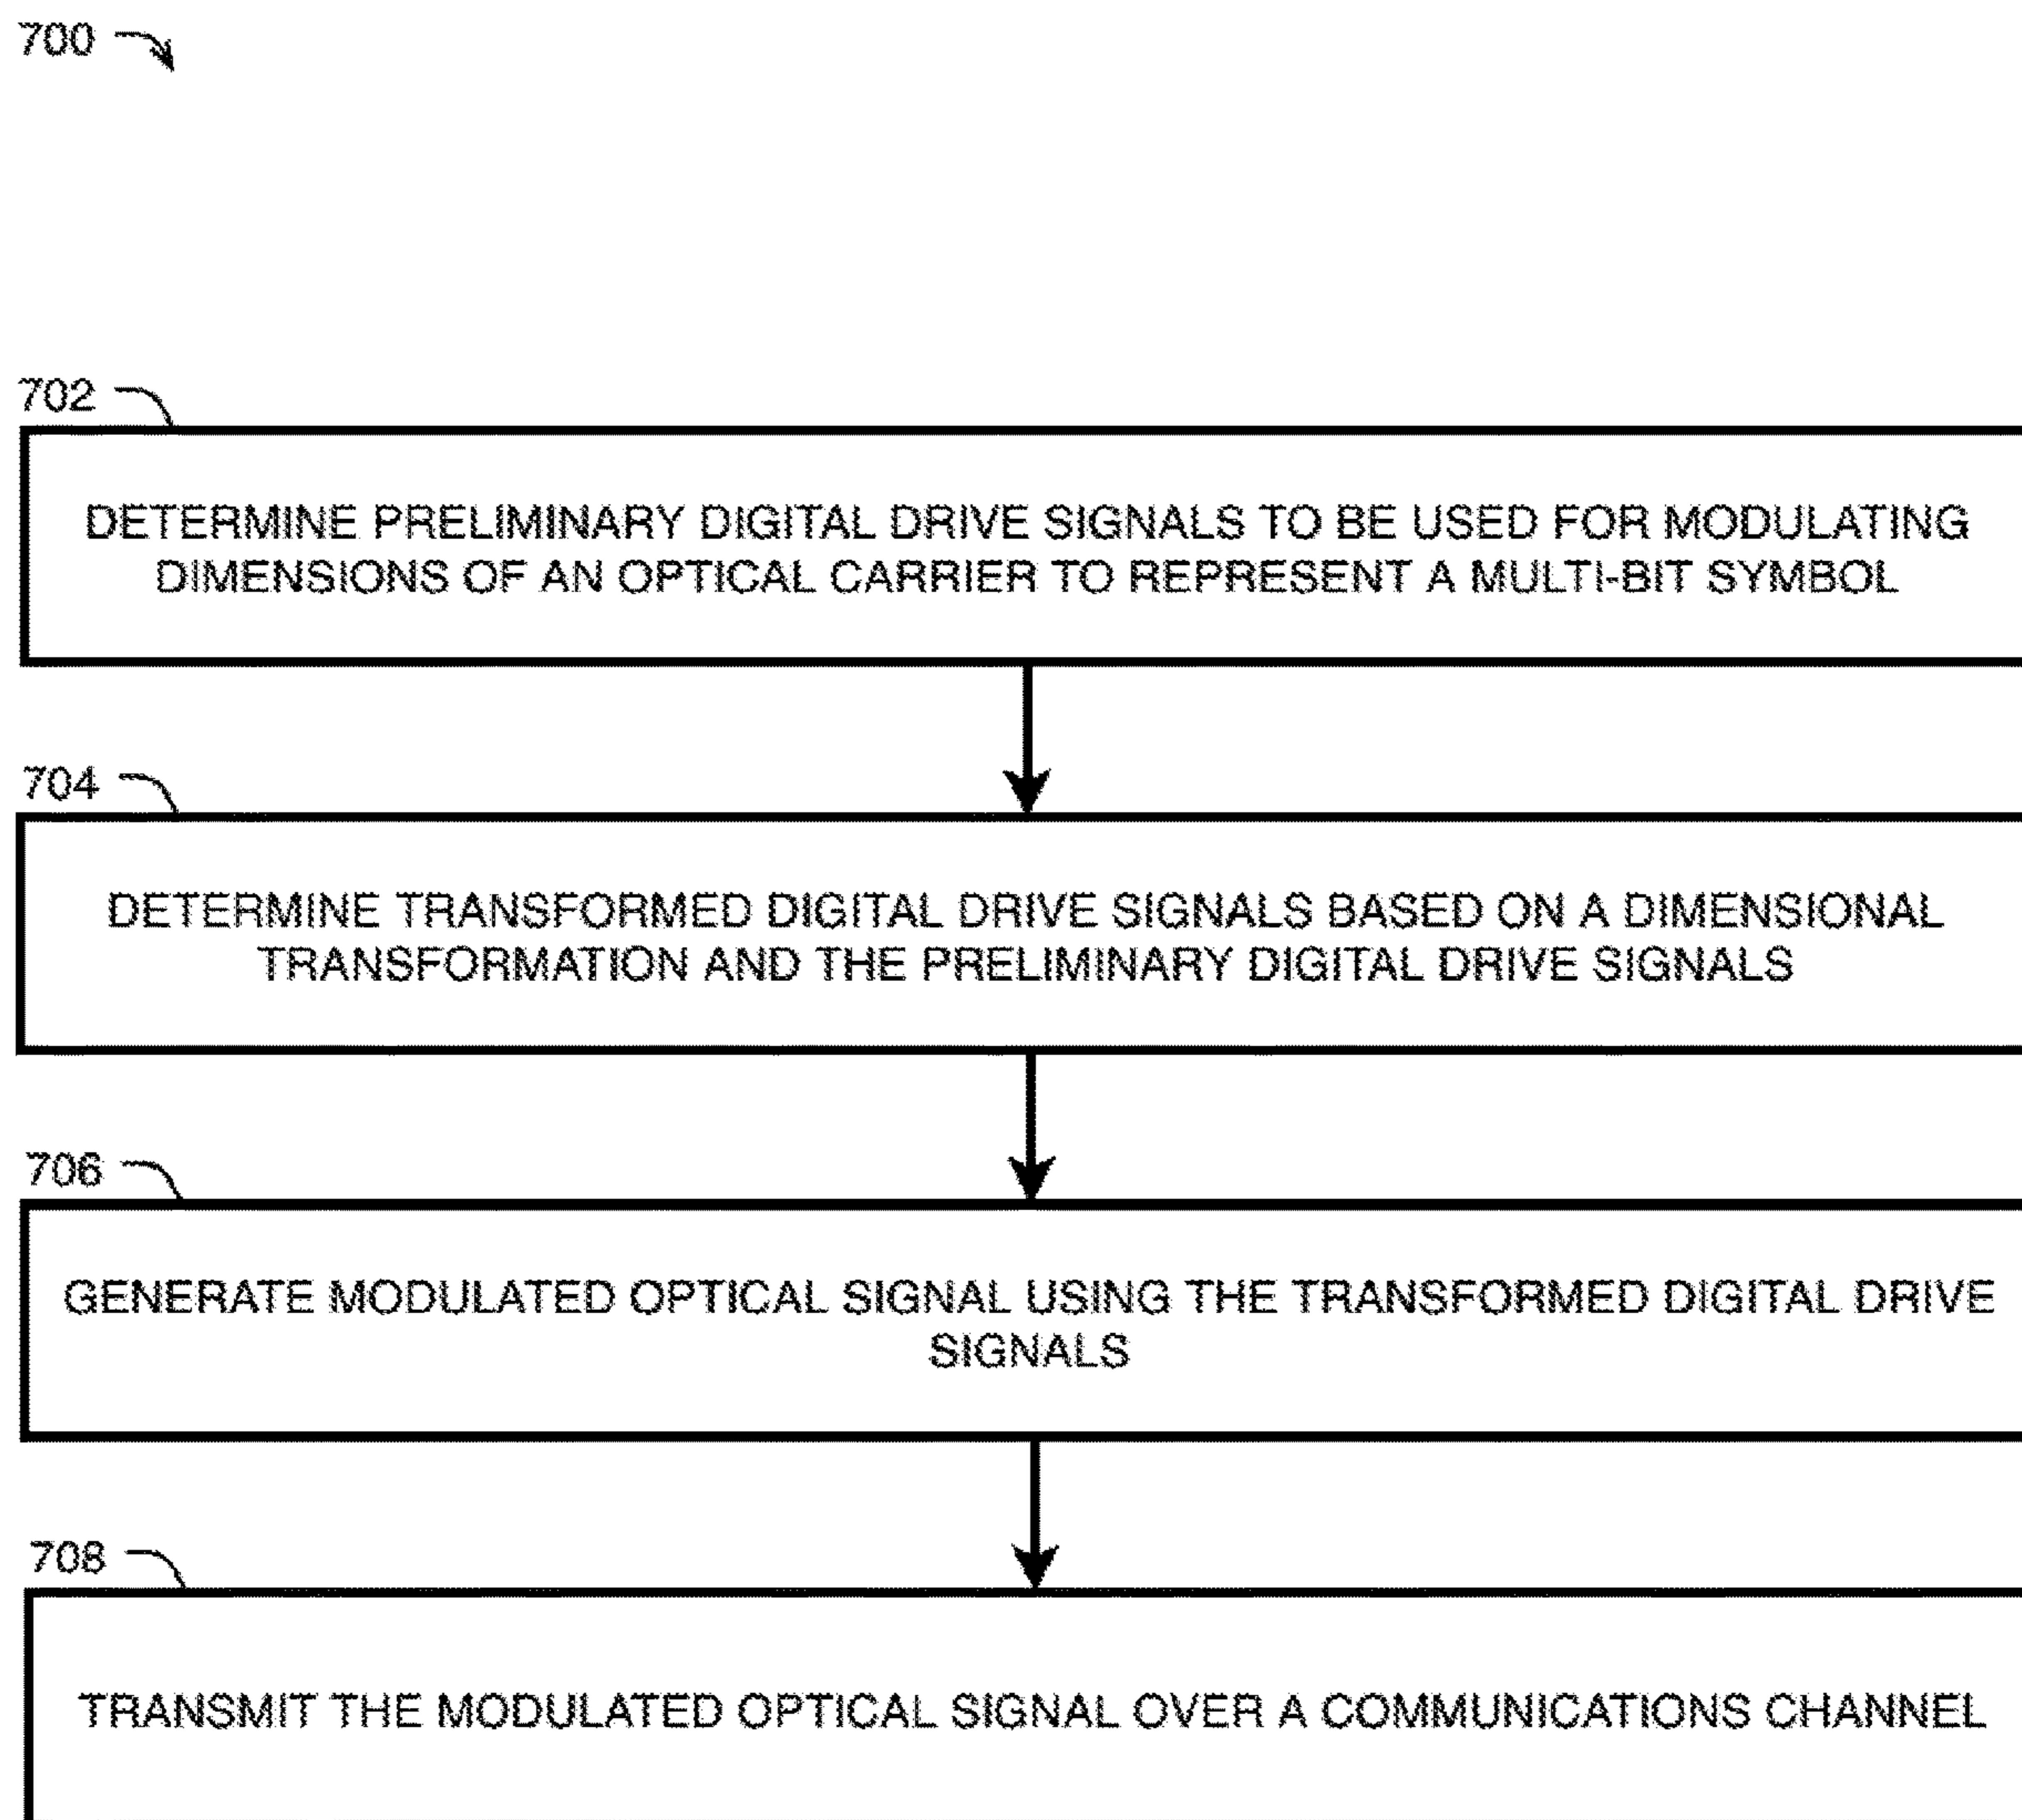 700
702
DETERMINE PRELIMINARY DIGITAL DRIVE SIGNALS TO BE USED FOR MODULATING
DIMENSIONS OF AN OPTICAL CARRIER TO REPRESENT A MULTI-BIT SYMBOL
704
DETERMINE TRANSFORMED DIGITAL DRIVE SIGNALS BASED ON A DIMENSIONAL
TRANSFORMATION AND THE PRELIMINARY DIGITAL DRIVE SIGNALS
706
GENERATE MODULATED OPTICAL SIGNAL USING THE TRANSFORMED DIGITAL DRIVE
SIGNALS
708
TRANSMIT THE MODULATED OPTICAL SIGNAL OVER A COMMUNICATIONS CHANNEL